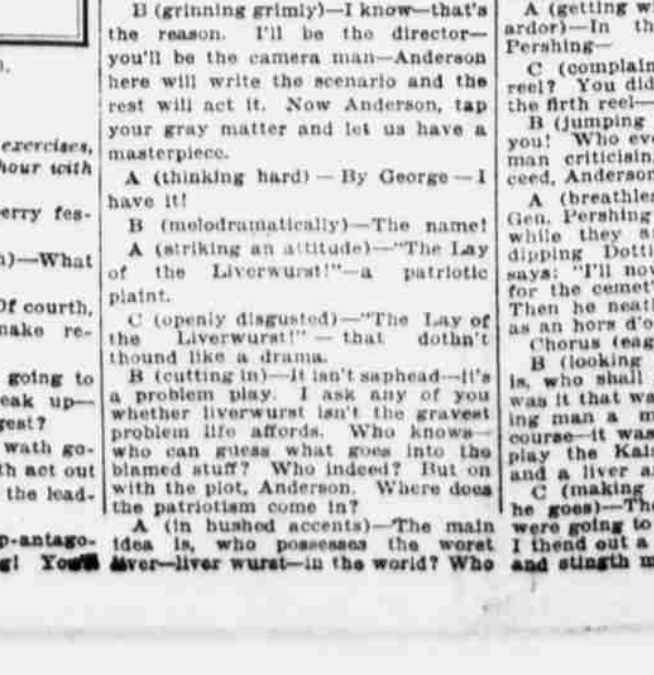 ).
exercises,
hour with
erry fes-
)—What
Of courth,
make re-
going to
eak up—
gest?
wath go-
th act out
the lead-
p-antago-
g! You'll
B (grinning grimly)—I know—that's
the reason. I'll be the director—
you'll be the camera man—Anderson
here will write the scenario and the
rest will act it. Now Anderson, tap
your gray matter and let us have a
masterpiece.
A (thinking hard) — By George — I
have it!
B (melodramatically)—The name!
A (striking an attitude)—"The Lay
of the Liverwurst!"—a patriotic
plaint.
C (openly disgusted)—"The Lay of
the Liverwurst!" — that dothn't
thound like a drama.
B (cutting in)—It isn't saphead—it's
a problem play. I ask any of you
whether liverwurst isn't the gravest
problem life affords. Who knows—
who can guess what goes into the
blamed stuff? Who indeed? But on
with the plot, Anderson. Where does
the patriotism come in?
A (in hushed accents)—The main
idea is, who possesses the worst
liver—liver wurst—in the world? Who
A (getting w
ardor)—In th
Pershing—
C (complain
reel? You did
the firth reel—
B (jumping
you! Who eve
man criticisin
ceed, Anderson
A (breathles
Gen. Pershing
while they a
dipping Dotti
says: "I'll nov
for the cemet
Then he neatl
as an hors d'o
Chorus (eag
B (looking
is, who shall
was it that wa
ing man a m
course—it was
play the Kai
and a liver a
C (making
he goes)—Th
were going to
I thend out a
and stingth m